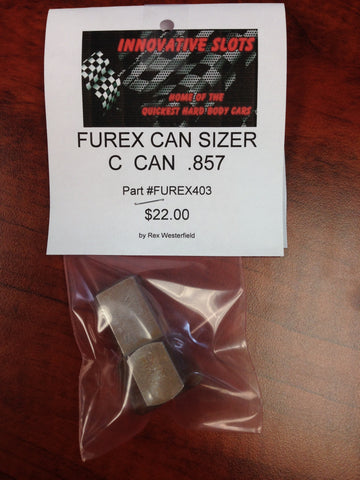 INNOVATIVE SLOTS
HOME OF THE
QUICKEST HARD BODY CARS
FUREX CAN SIZER
C CAN .857
Part #FUREX403
$22.00
by Rex Westerfield